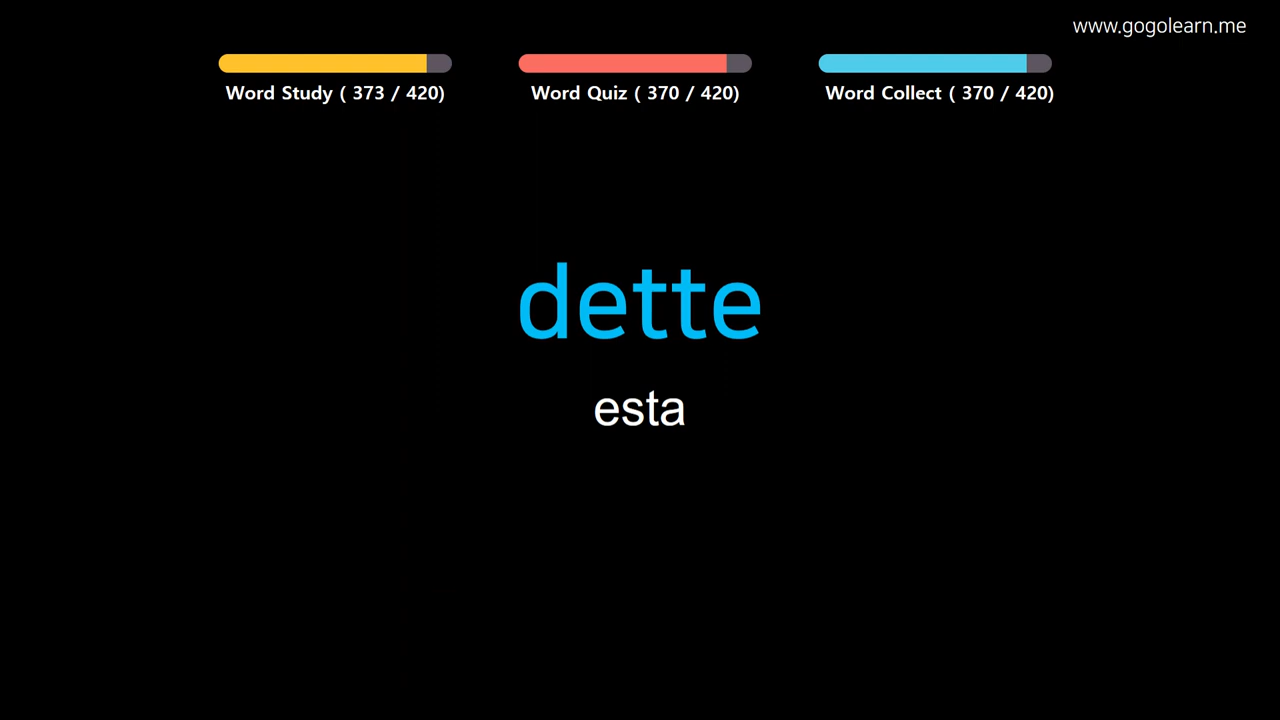 www.gogolearn.me
Word Study ( 373 / 420)
Word Quiz ( 370 / 420)
Word Collect ( 370 / 420)
dette
esta